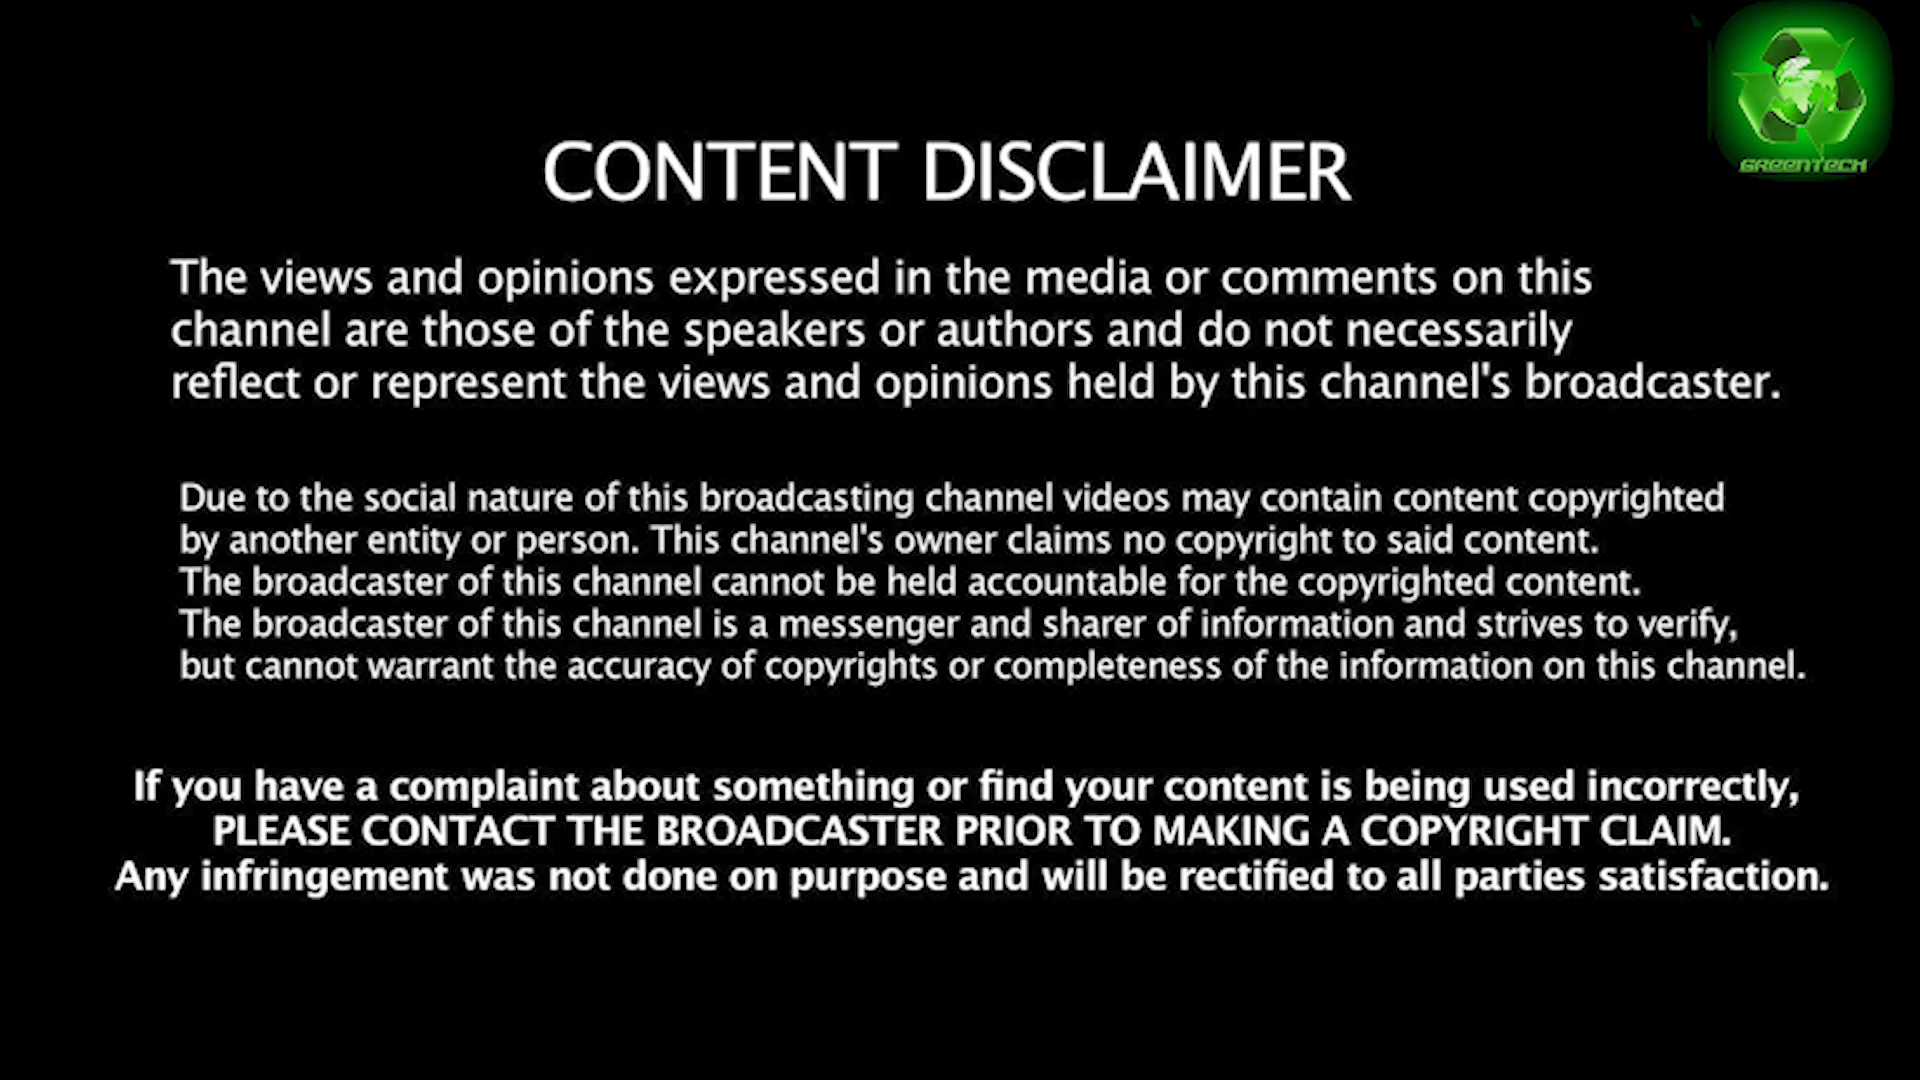 GREENTECH
CONTENT DISCLAIMER
The views and opinions expressed in the media or comments on this
channel are those of the speakers or authors and do not necessarily
reflect or represent the views and opinions held by this channel's broadcaster.
Due to the social nature of this broadcasting channel videos may contain content copyrighted
by another entity or person. This channel's owner claims no copyright to said content.
The broadcaster of this channel cannot be held accountable for the copyrighted content.
The broadcaster of this channel is a messenger and sharer of information and strives to verify,
but cannot warrant the accuracy of copyrights or completeness of the information on this channel.
If you have a complaint about something or find your content is being used incorrectly,
PLEASE CONTACT THE BROADCASTER PRIOR TO MAKING A COPYRIGHT CLAIM.
Any infringement was not done on purpose and will be rectified to all parties satisfaction.